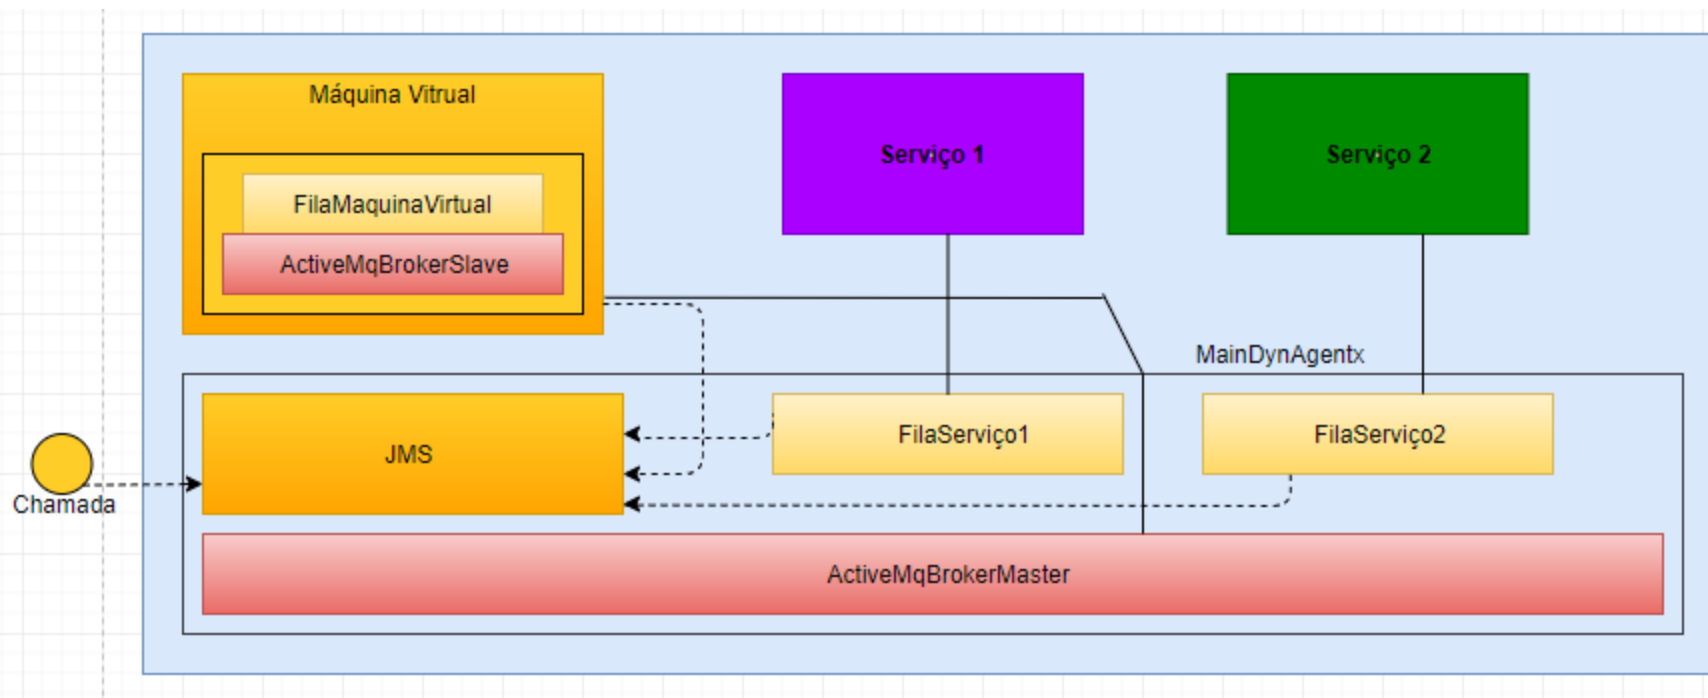 Máquina Vitrual
FilaMaquinaVirtual
ActiveMqBrokerSlave
Serviço 1
Serviço 2
MainDynAgentx
JMS
FilaServiço1
FilaServiço2
Chamada
ActiveMqBrokerMaster